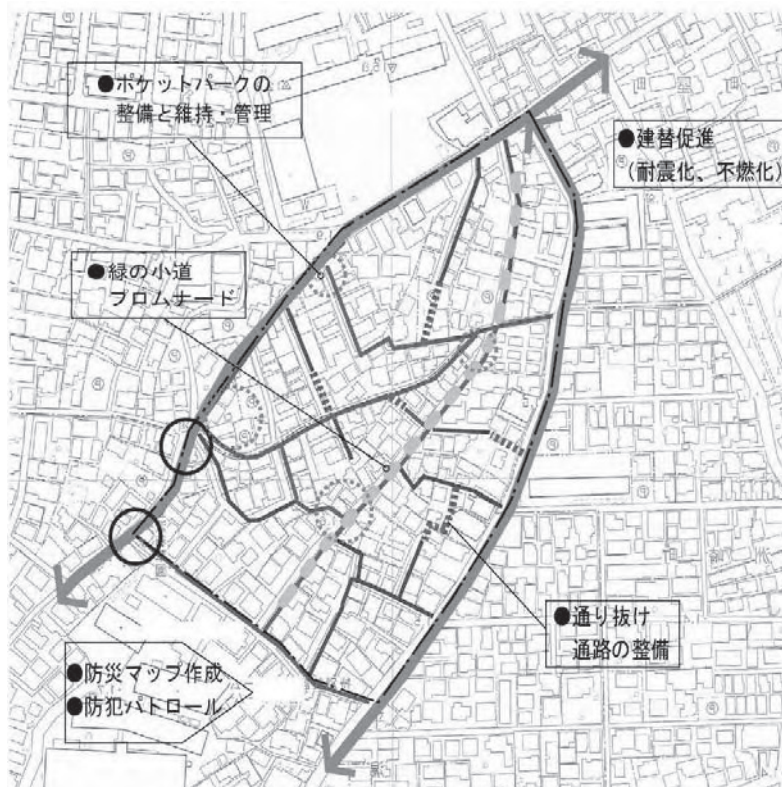 ●ポケットパークの
整備と維持・管理
●建替促進
(耐震化、不燃化)
●緑の小道
プロムナード
●通り抜け
通路の整備
●防災マップ作成
●防犯パトロール